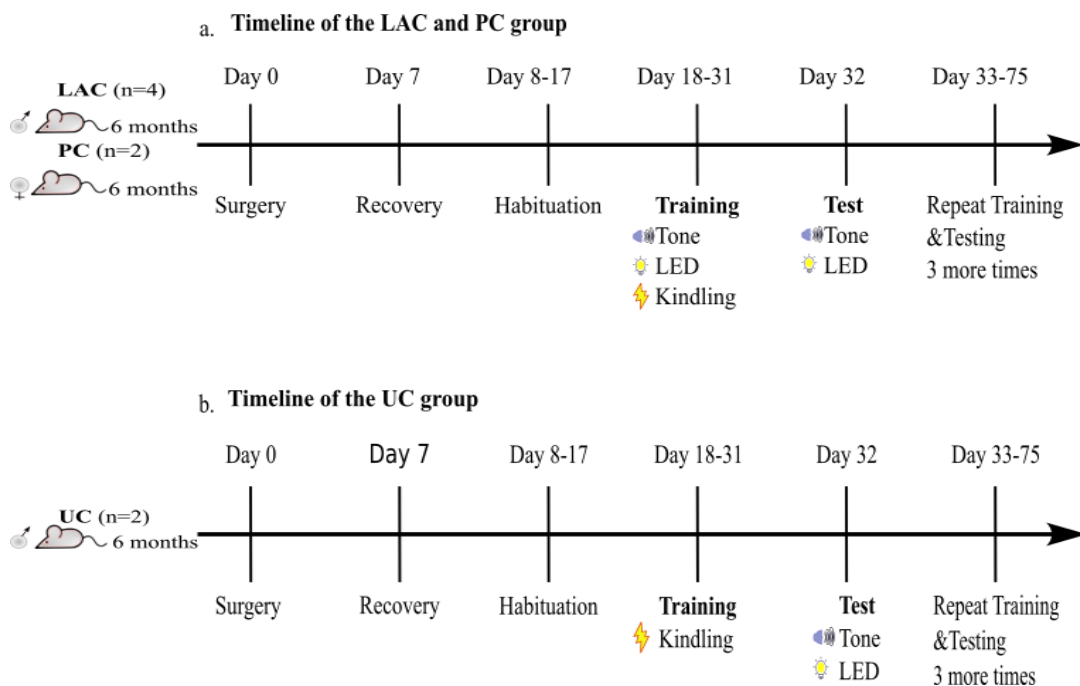 a. Timeline of the LAC and PC group
Day 0 Day 7 Day 8-17 Day 18-31 Day 32 Day 33-75
LAC (n=4)
6 months
PC (n=2)
6 months
Surgery Recovery Habituation Training Test Repeat Training
Tone Tone &Testing
LED LED 3 more times
Kindling
b. Timeline of the UC group
Day 0 Day 7 Day 8-17 Day 18-31 Day 32 Day 33-75
UC (n=2)
6 months
Surgery Recovery Habituation Training Test Repeat Training
Kindling Tone &Testing
LED 3 more times